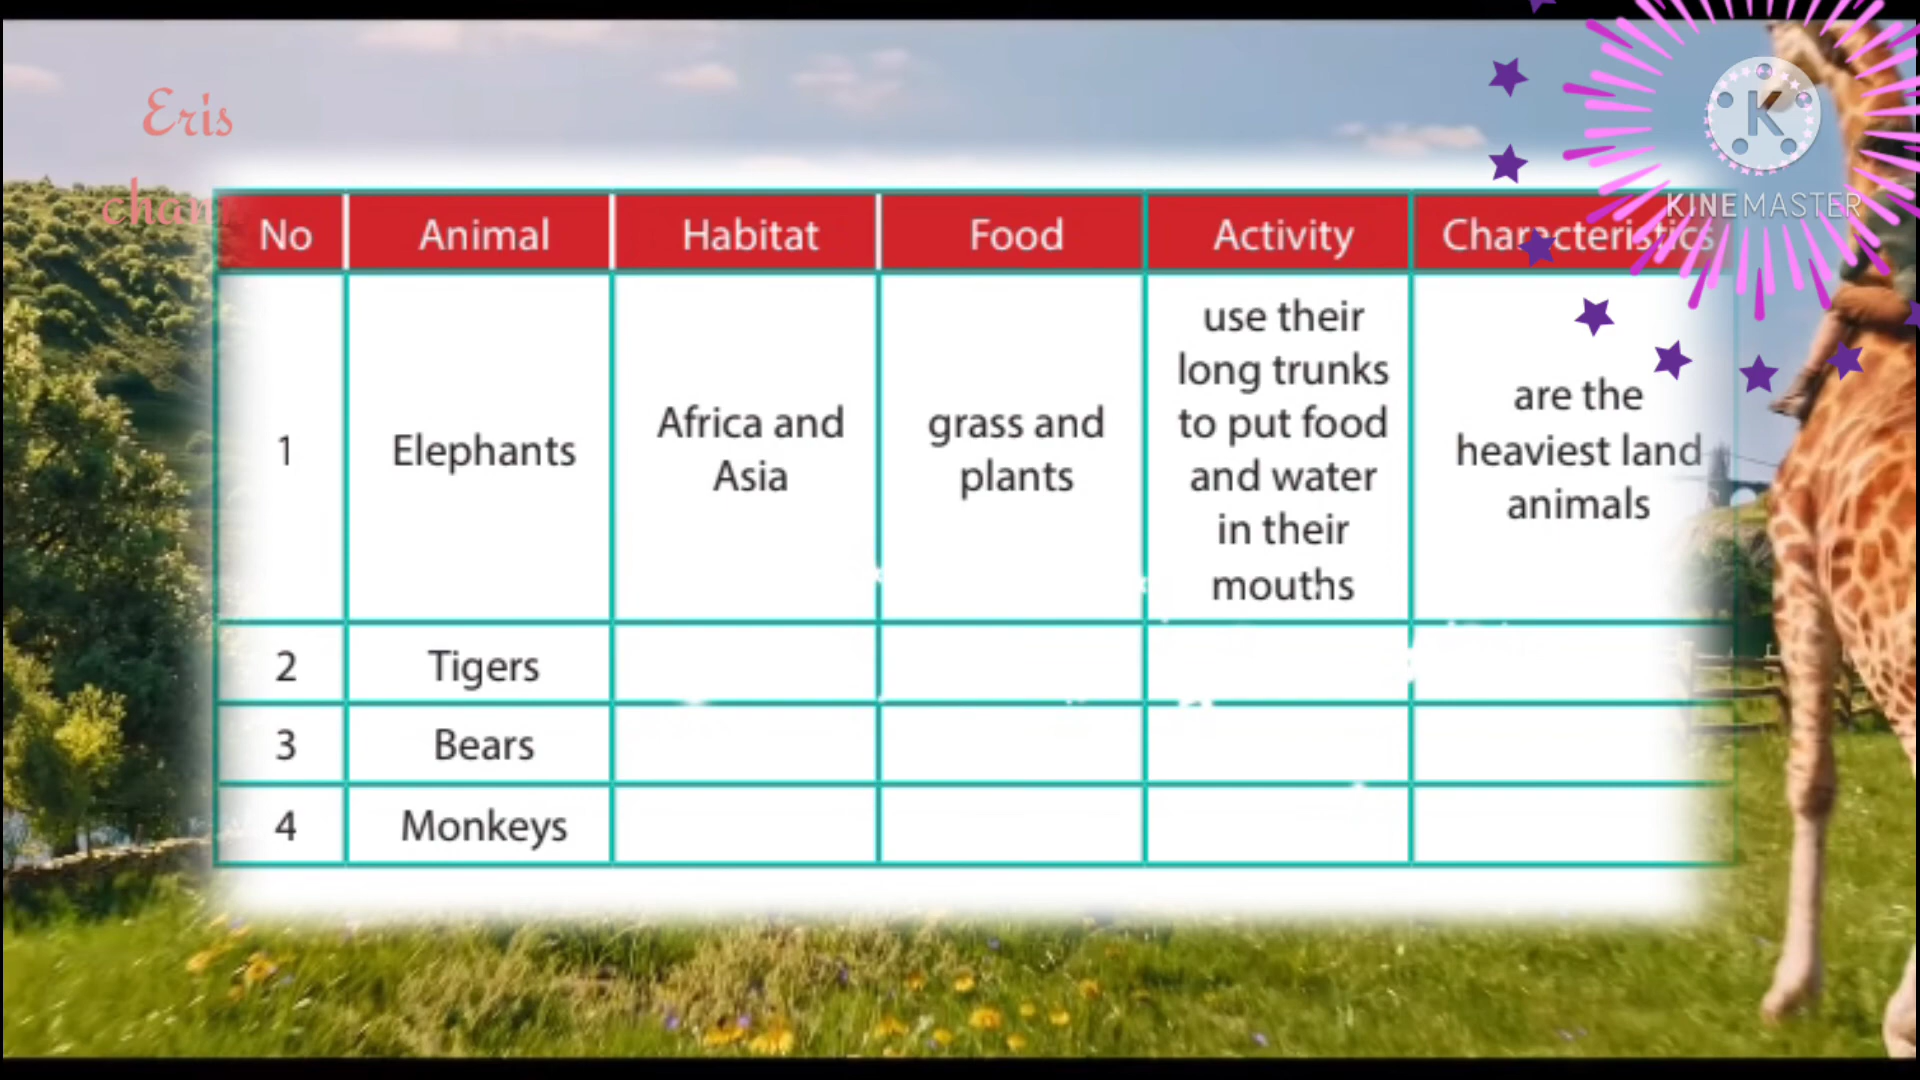 Eris
chan
KINEMASTER
No Animal Habitat Food Activity Characteristics
1 Elephants Africa and Asia grass and plants use their long trunks to put food and water in their mouths are the heaviest land animals
2 Tigers
3 Bears
4 Monkeys
K